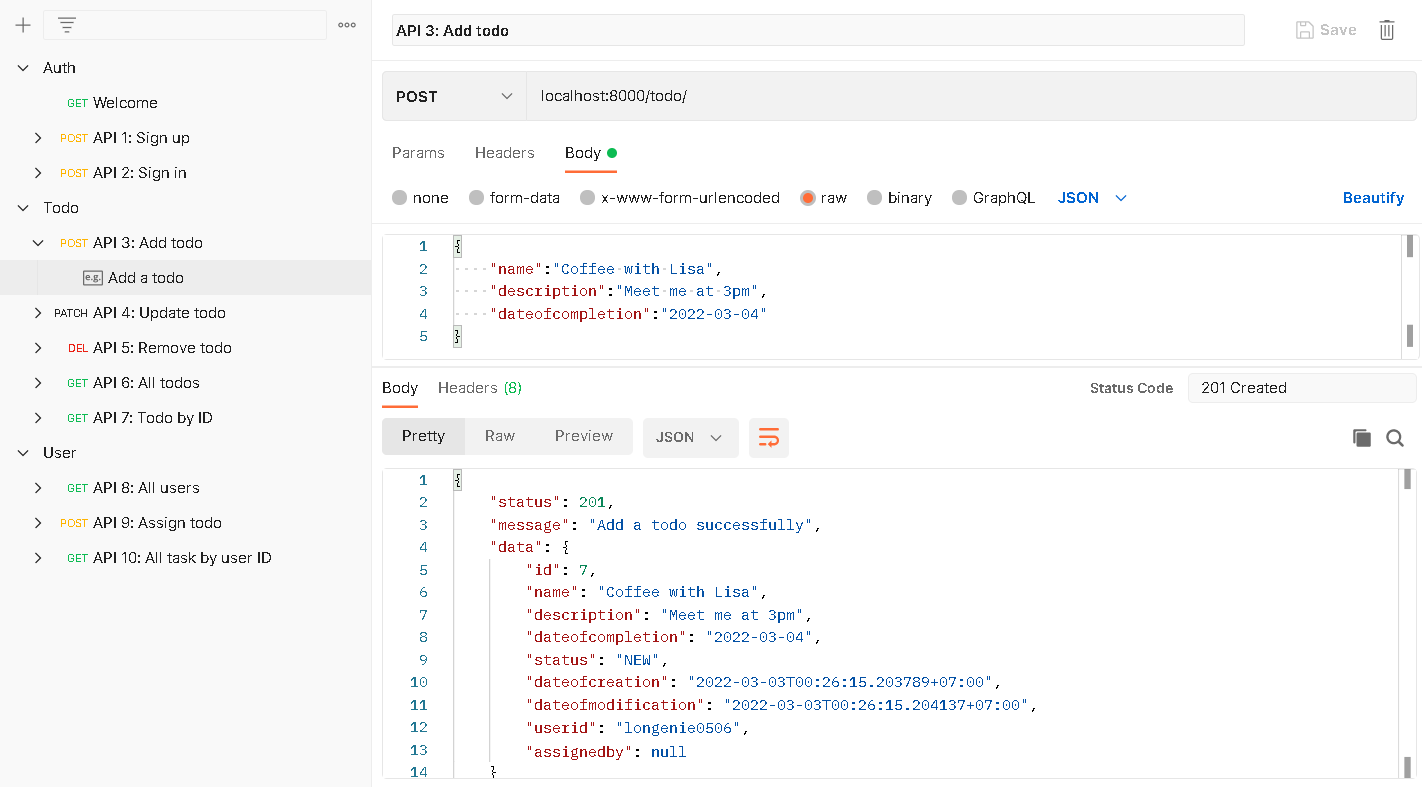 API 3: Add todo
Save
Auth
GET Welcome
POST API 1: Sign up
POST API 2: Sign in
Todo
POST API 3: Add todo
e.g. Add a todo
PATCH API 4: Update todo
DEL API 5: Remove todo
GET API 6: All todos
GET API 7: Todo by ID
User
GET API 8: All users
POST API 9: Assign todo
GET API 10: All task by user ID
POST localhost:8000/todo/
Params Headers Body
none form-data x-www-form-urlencoded raw binary GraphQL JSON Beautify
1 {
2 "name":"Coffee with Lisa",
3 "description":"Meet me at 3pm",
4 "dateofcompletion":"2022-03-04"
5 }
Body Headers (8) Status Code 201 Created
Pretty Raw Preview JSON
1 {
2 "status": 201,
3 "message": "Add a todo successfully",
4 "data": {
5 "id": 7,
6 "name": "Coffee with Lisa",
7 "description": "Meet me at 3pm",
8 "dateofcompletion": "2022-03-04",
9 "status": "NEW",
10 "dateofcreation": "2022-03-03T00:26:15.203789+07:00",
11 "dateofmodification": "2022-03-03T00:26:15.204137+07:00",
12 "userid": "longenie0506",
13 "assignedby": null
14 }